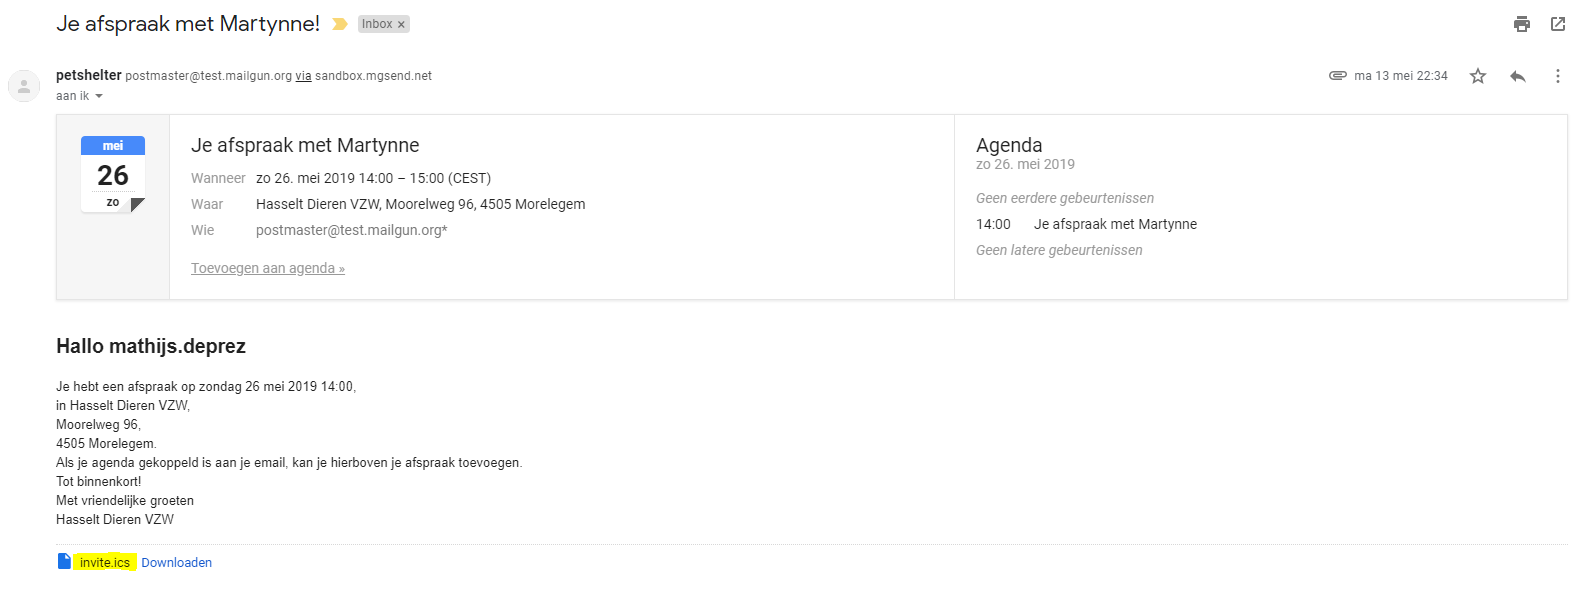 Je afspraak met Martynne!
Inbox ×
petshelter postmaster@test.mailgun.org via sandbox.mgsend.net
ma 13 mei 22:34
aan ik
mei
26
zo
Je afspraak met Martynne
Wanneer zo 26. mei 2019 14:00 – 15:00 (CEST)
Waar Hasselt Dieren VZW, Moorelweg 96, 4505 Morelegem
Wie postmaster@test.mailgun.org*
Toevoegen aan agenda »
Agenda
zo 26. mei 2019
Geen eerdere gebeurtenissen
14:00 Je afspraak met Martynne
Geen latere gebeurtenissen
Hallo mathijs.deprez
Je hebt een afspraak op zondag 26 mei 2019 14:00,
in Hasselt Dieren VZW,
Moorelweg 96,
4505 Morelegem.
Als je agenda gekoppeld is aan je email, kan je hierboven je afspraak toevoegen.
Tot binnenkort!
Met vriendelijke groeten
Hasselt Dieren VZW
invite.ics Downloaden